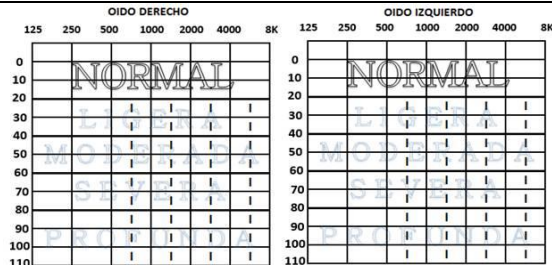 OIDO DERECHO
125 250 500 1000 2000 4000 8K
0
10
20
30
40
50
60
70
80
90
100
110
NORMAL
LIGERA
MODERADA
SEVERA
PROFUNDA
OIDO IZQUIERDO
125 250 500 1000 2000 4000 8K
0
10
20
30
40
50
60
70
80
90
100
110
NORMAL
LIGERA
MODERADA
SEVERA
PROFUNDA